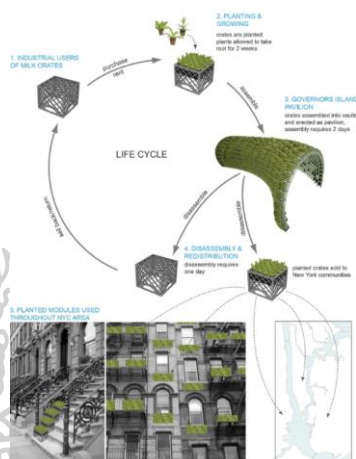 2. PLANTING &
GROWING
crates are planted
plants allowed to take
root for 2 weeks
1. INDUSTRIAL USERS
OF MILK CRATES
purchase
rent
assemble
3. GOVERNORS ISLAND
PAVILION
crates assembled into vaults
and erected as pavilion,
assembly requires 2 days
LIFE CYCLE
disassemble
disassemble
sell back/return
4. DISASSEMBLY &
REDISTRIBUTION
disassembly requires
one day
planted crates sold to
New York communities
5. PLANTED MODULES USED
THROUGHOUT NYC AREA